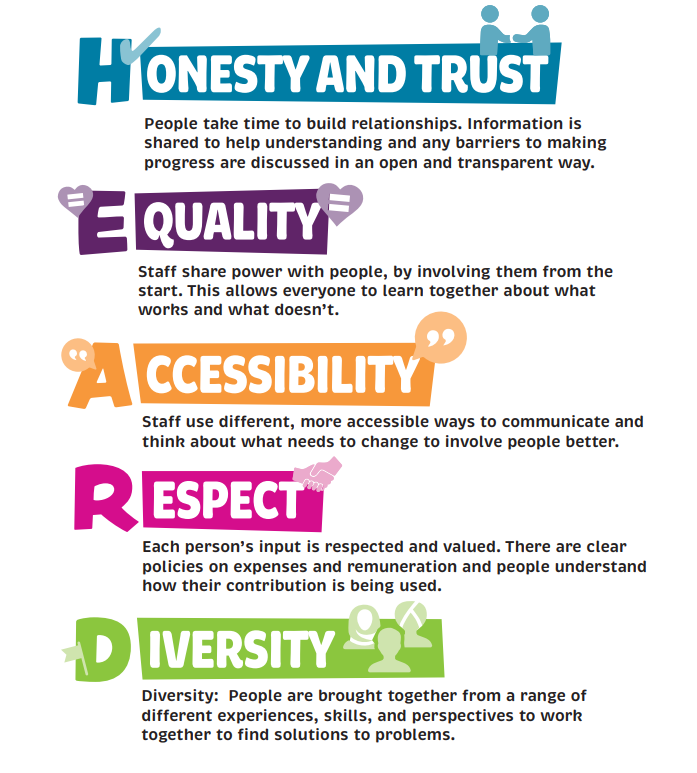 HONESTY AND TRUST
People take time to build relationships. Information is
shared to help understanding and any barriers to making
progress are discussed in an open and transparent way.
EQUALITY
Staff share power with people, by involving them from the
start. This allows everyone to learn together about what
works and what doesn't.
ACCESSIBILITY
Staff use different, more accessible ways to communicate and
think about what needs to change to involve people better.
RESPECT
Each person's input is respected and valued. There are clear
policies on expenses and remuneration and people understand
how their contribution is being used.
DIVERSITY
Diversity:  People are brought together from a range of
different experiences, skills, and perspectives to work
together to find solutions to problems.